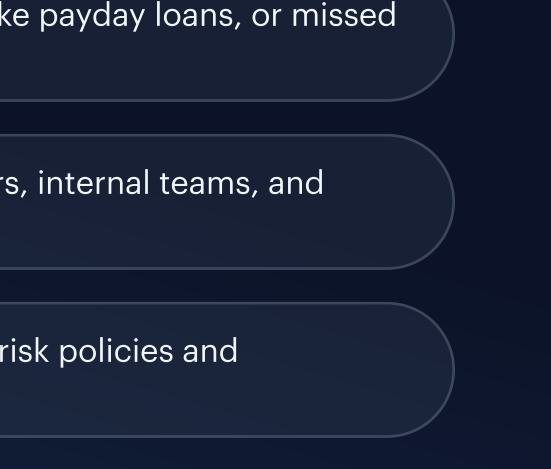 ke payday loans, or missed
rs, internal teams, and
risk policies and